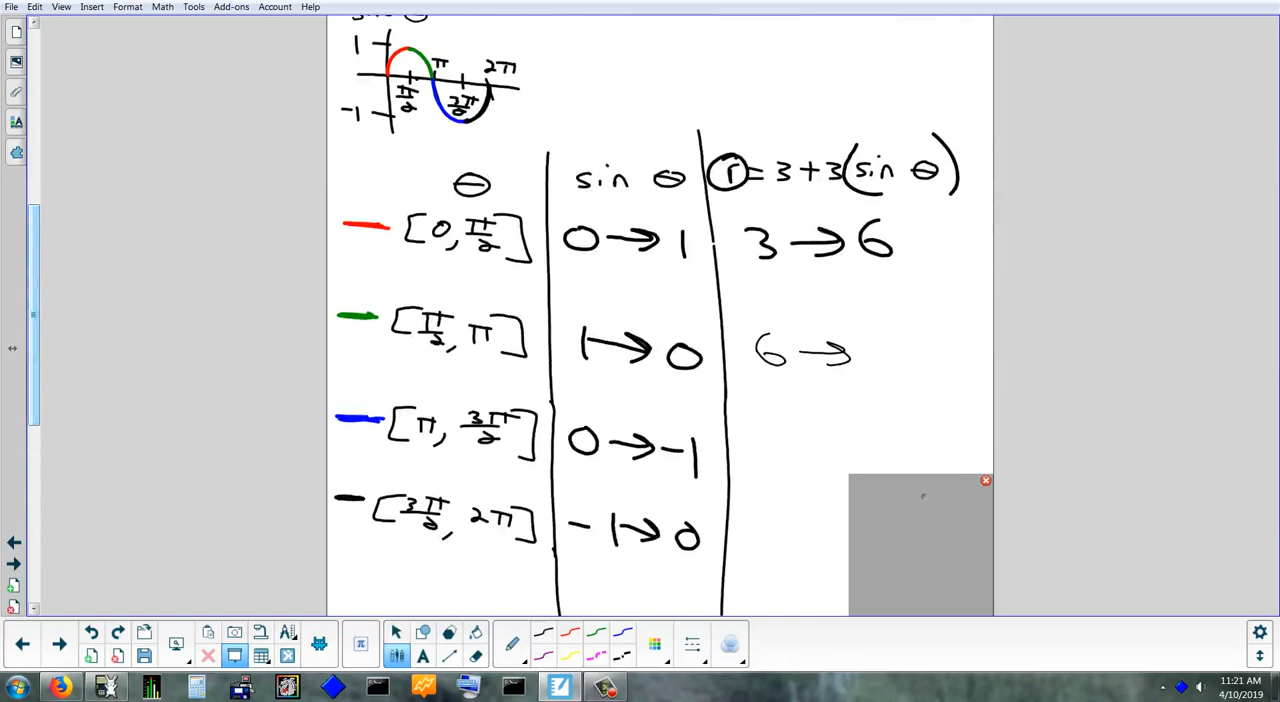 File Edit View Insert Format Math Tools Add-ons Account Help
1
π
2π
π/2
3π/2
-1
θ
sin θ
r = 3 + 3(sin θ)
[0, π/2]
0 → 1
3 → 6
[π/2, π]
1 → 0
6 →
[π, 3π/2]
0 → -1
[3π/2, 2π]
-1 → 0
π
A
11:21 AM
4/10/2019